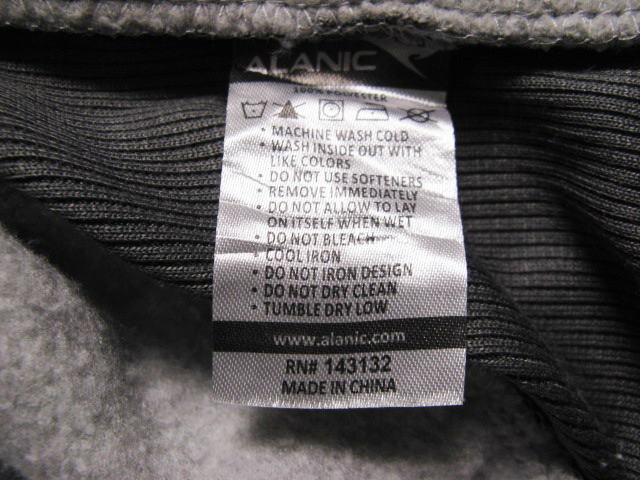 ALANIC
100% POLYESTER
• MACHINE WASH COLD
• WASH INSIDE OUT WITH
LIKE COLORS
• DO NOT USE SOFTENERS
• REMOVE IMMEDIATELY
• DO NOT ALLOW TO LAY
ON ITSELF WHEN WET
• DO NOT BLEACH
• COOL IRON
• DO NOT IRON DESIGN
• DO NOT DRY CLEAN
• TUMBLE DRY LOW
www.alanic.com
RN# 143132
MADE IN CHINA